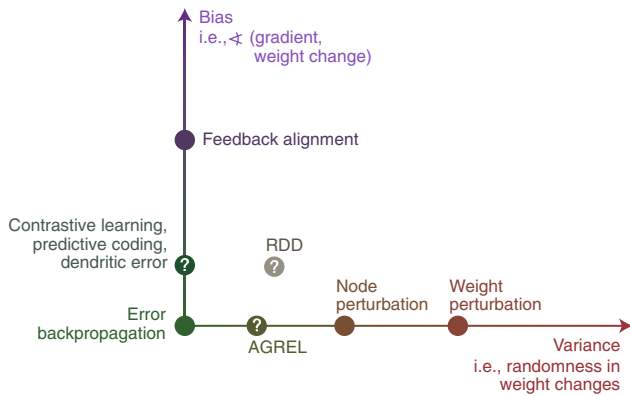 Bias
i.e., ∢ (gradient,
weight change)
Feedback alignment
Contrastive learning,
predictive coding,
dendritic error
?
RDD
?
Node
perturbation
Weight
perturbation
Error
backpropagation
?
AGREL
Variance
i.e., randomness in
weight changes